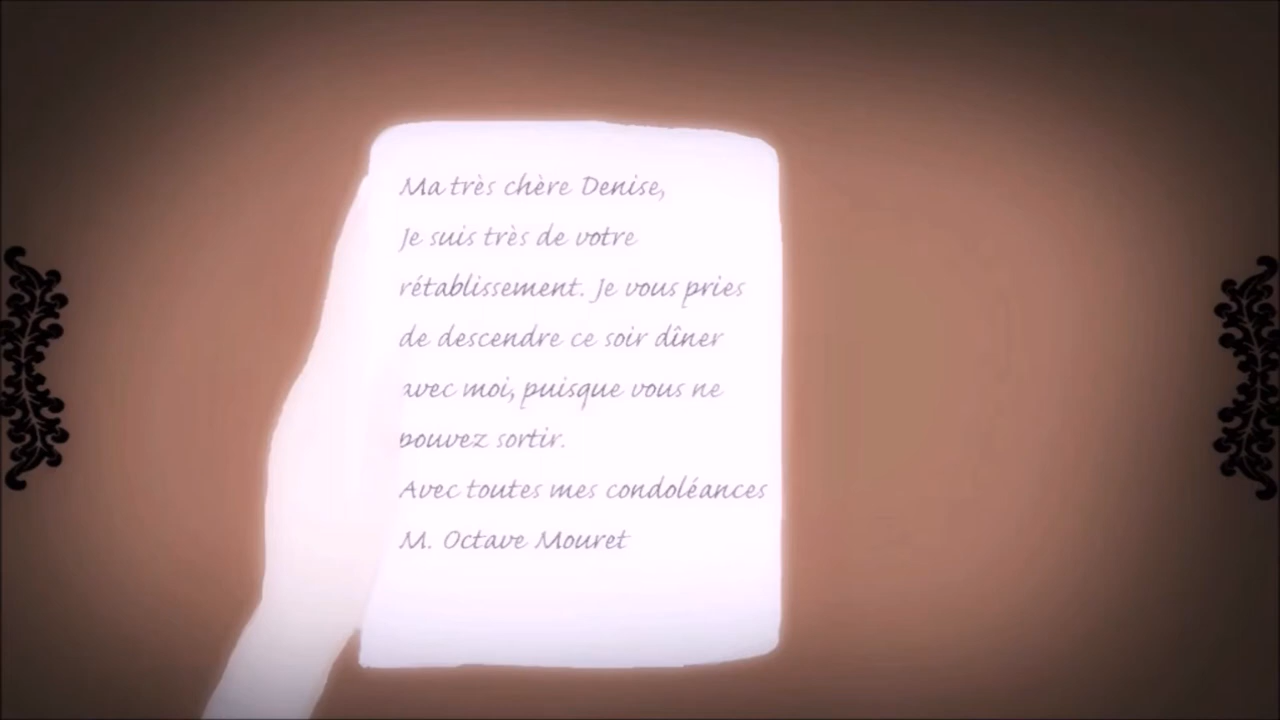 Ma très chère Denise,
Je suis très de votre
rétablissement. Je vous pries
de descendre ce soir dîner
avec moi, puisque vous ne
pouvez sortir.
Avec toutes mes condoléances
M. Octave Mouret